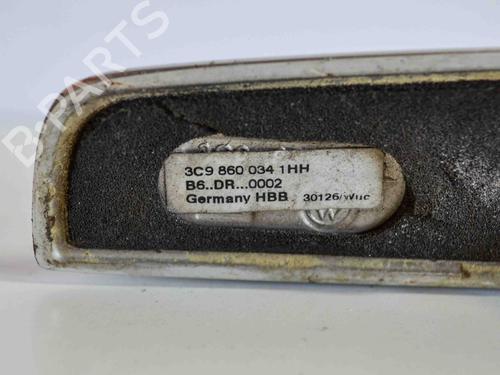 B-PARTS
3C9 860 034 1HH
B6..DR...0002
Germany HBB 30126/Wuc